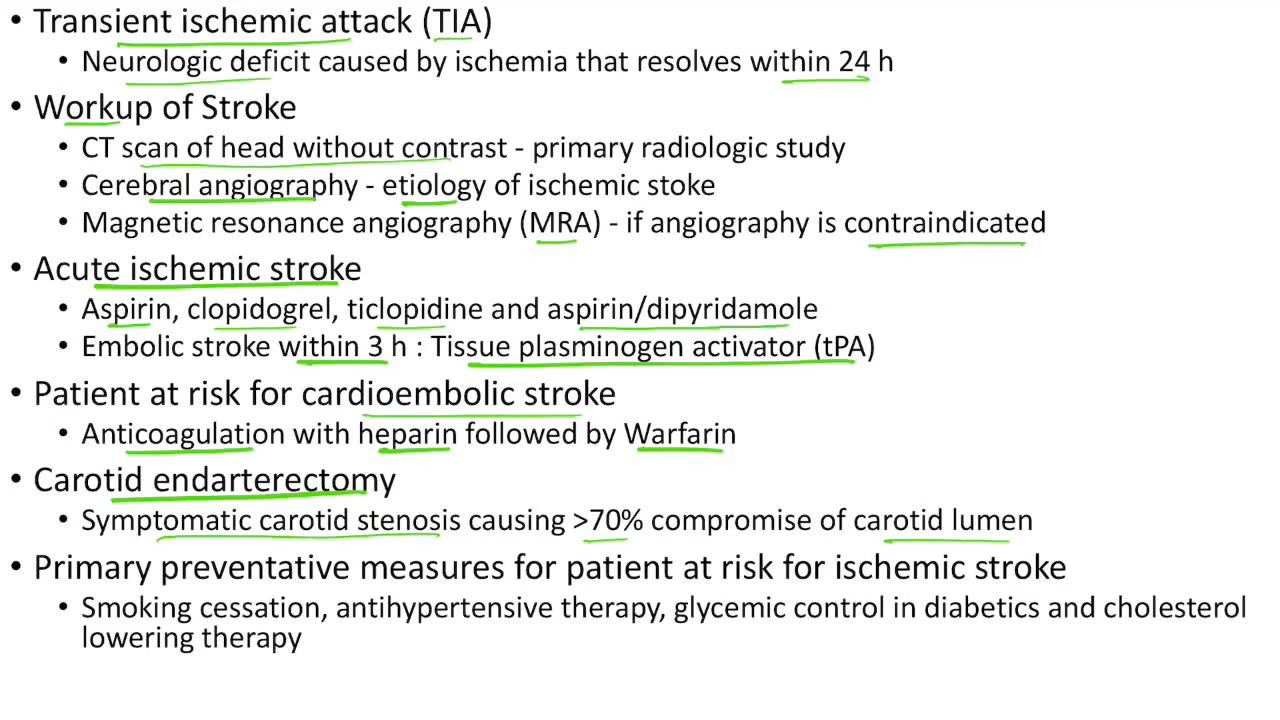 • Transient ischemic attack (TIA)
• Neurologic deficit caused by ischemia that resolves within 24 h
• Workup of Stroke
• CT scan of head without contrast - primary radiologic study
• Cerebral angiography - etiology of ischemic stoke
• Magnetic resonance angiography (MRA) - if angiography is contraindicated
• Acute ischemic stroke
• Aspirin, clopidogrel, ticlopidine and aspirin/dipyridamole
• Embolic stroke within 3 h : Tissue plasminogen activator (tPA)
• Patient at risk for cardioembolic stroke
• Anticoagulation with heparin followed by Warfarin
• Carotid endarterectomy
• Symptomatic carotid stenosis causing >70% compromise of carotid lumen
• Primary preventative measures for patient at risk for ischemic stroke
• Smoking cessation, antihypertensive therapy, glycemic control in diabetics and cholesterol
lowering therapy